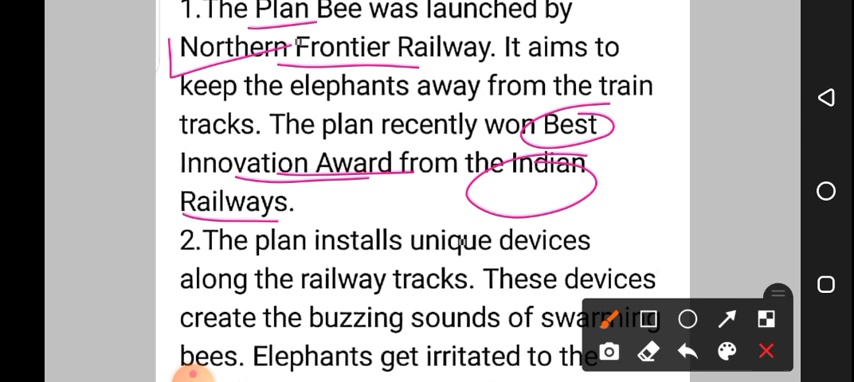 1.The Plan Bee was launched by
Northern Frontier Railway. It aims to
keep the elephants away from the train
tracks. The plan recently won Best
Innovation Award from the Indian
Railways.
2.The plan installs unique devices
along the railway tracks. These devices
create the buzzing sounds of swarming
bees. Elephants get irritated to the